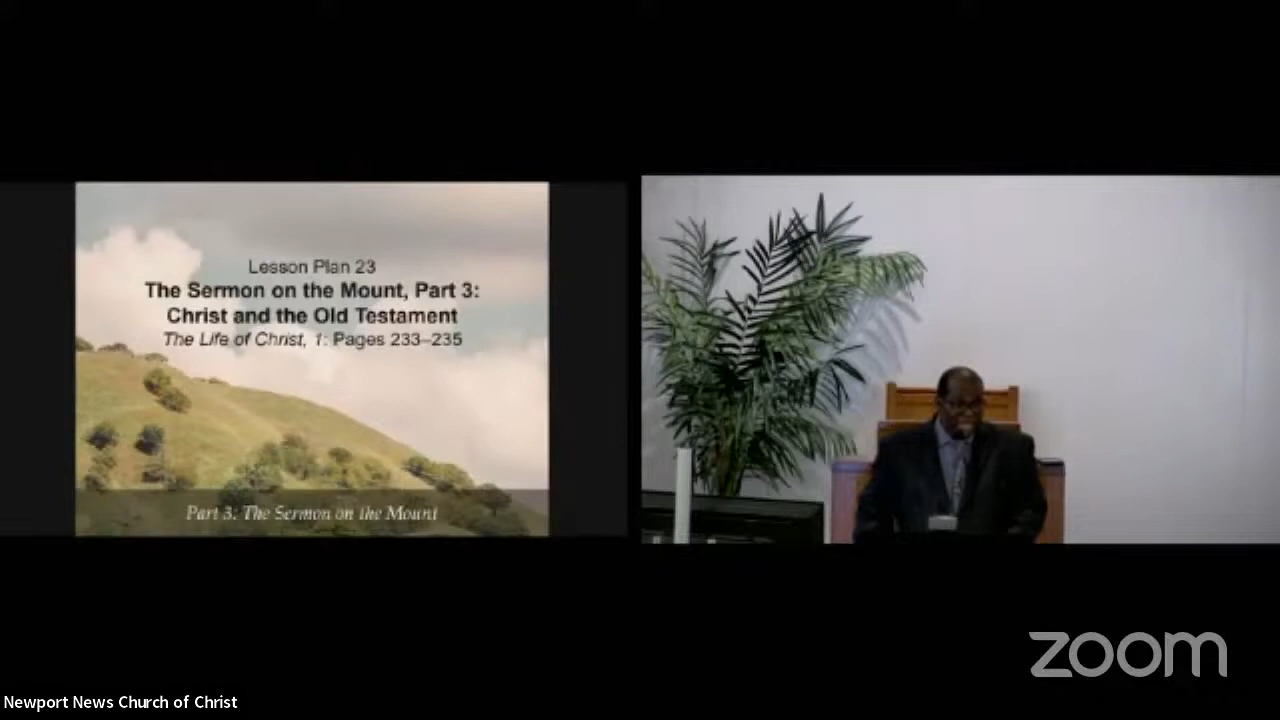 Lesson Plan 23
The Sermon on the Mount, Part 3:
Christ and the Old Testament
The Life of Christ, 1: Pages 233–235
Part 3: The Sermon on the Mount
zoom
Newport News Church of Christ